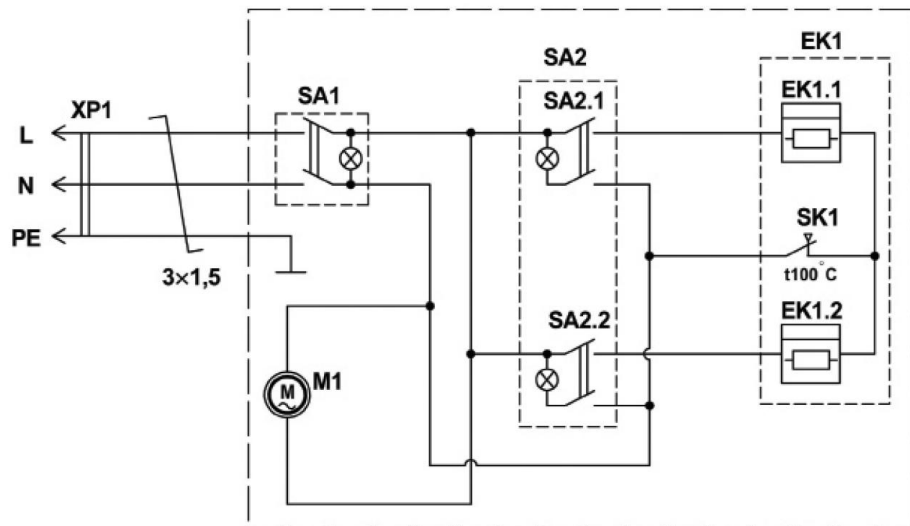 EK1
SA2
SA1
XP1
SA2.1
EK1.1
L
N
PE
SK1
3×1,5
t100°C
SA2.2
EK1.2
M
M1